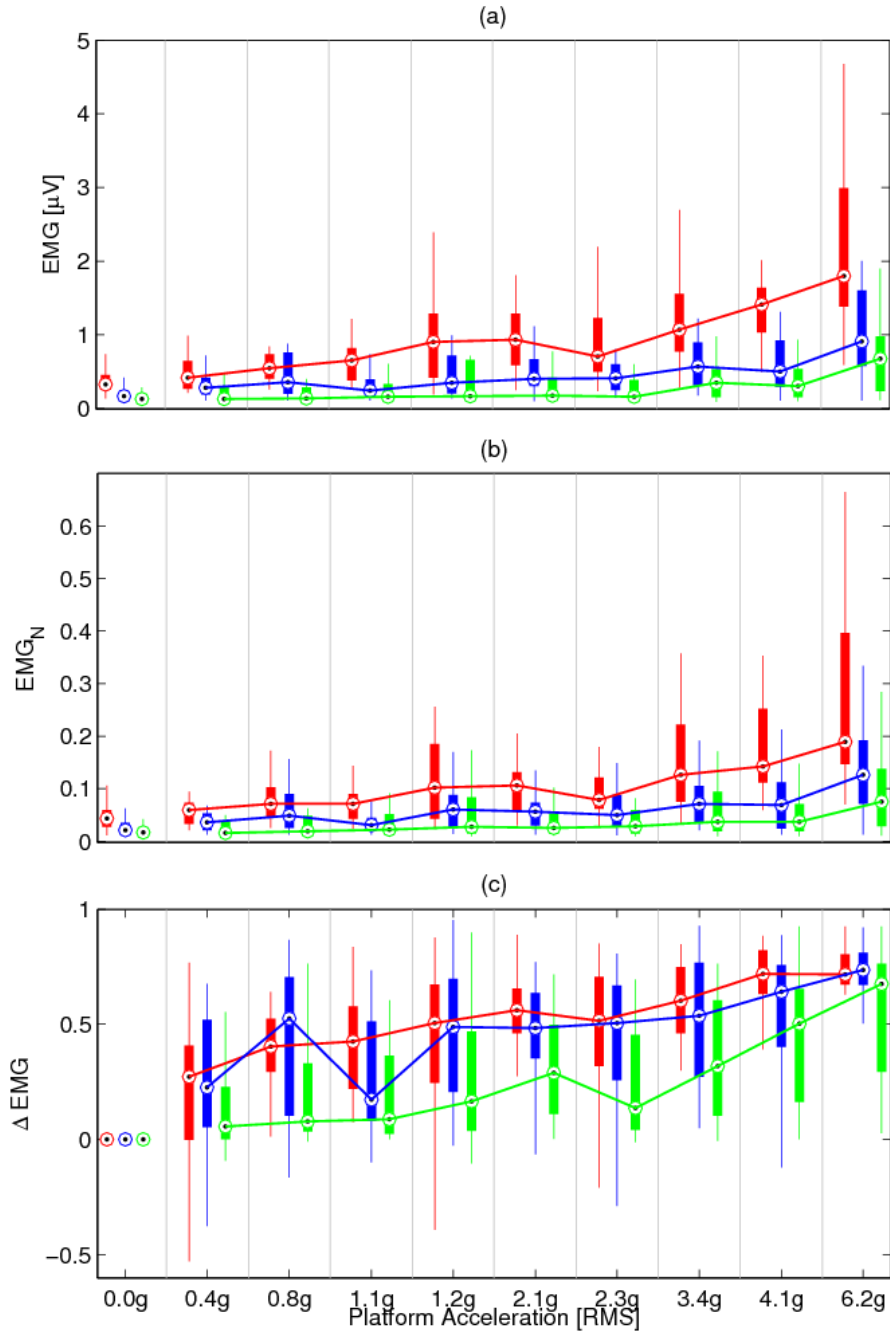 (a)
5
4
3
2
1
0
EMG [μV]
(b)
0.6
0.5
0.4
0.3
0.2
0.1
0
EMG_N
(c)
1
0.5
0
−0.5
Δ EMG
0.0g 0.4g 0.8g 1.1g 1.2g 2.1g 2.3g 3.4g 4.1g 6.2g
Platform Acceleration [RMS]